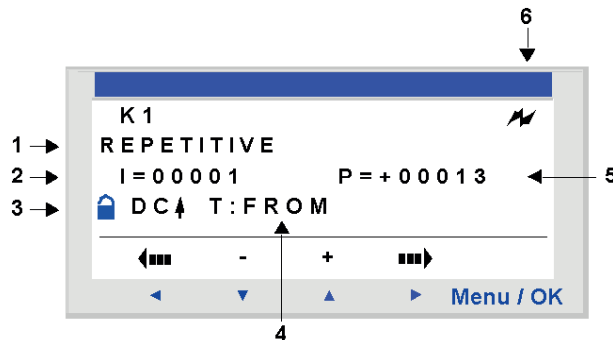 6
K1
1 REPETITIVE
2 I=00001 P=+00013 5
3 DC T:FROM
- +
Menu / OK
4